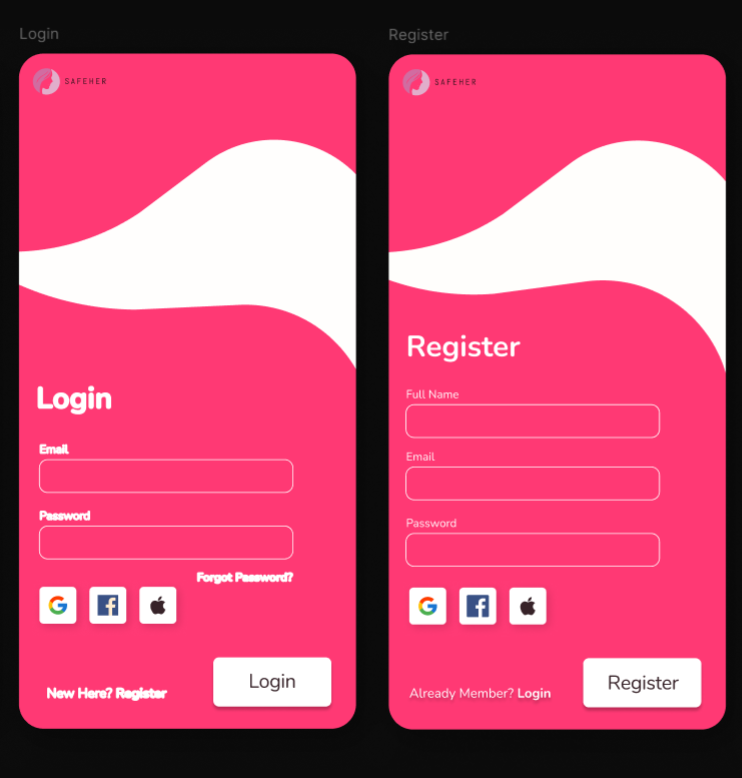 Login
SAFEHER
Login
Email
Password
Forgot Password?
New Here? Register
Login
Register
SAFEHER
Register
Full Name
Email
Password
Already Member? Login
Register